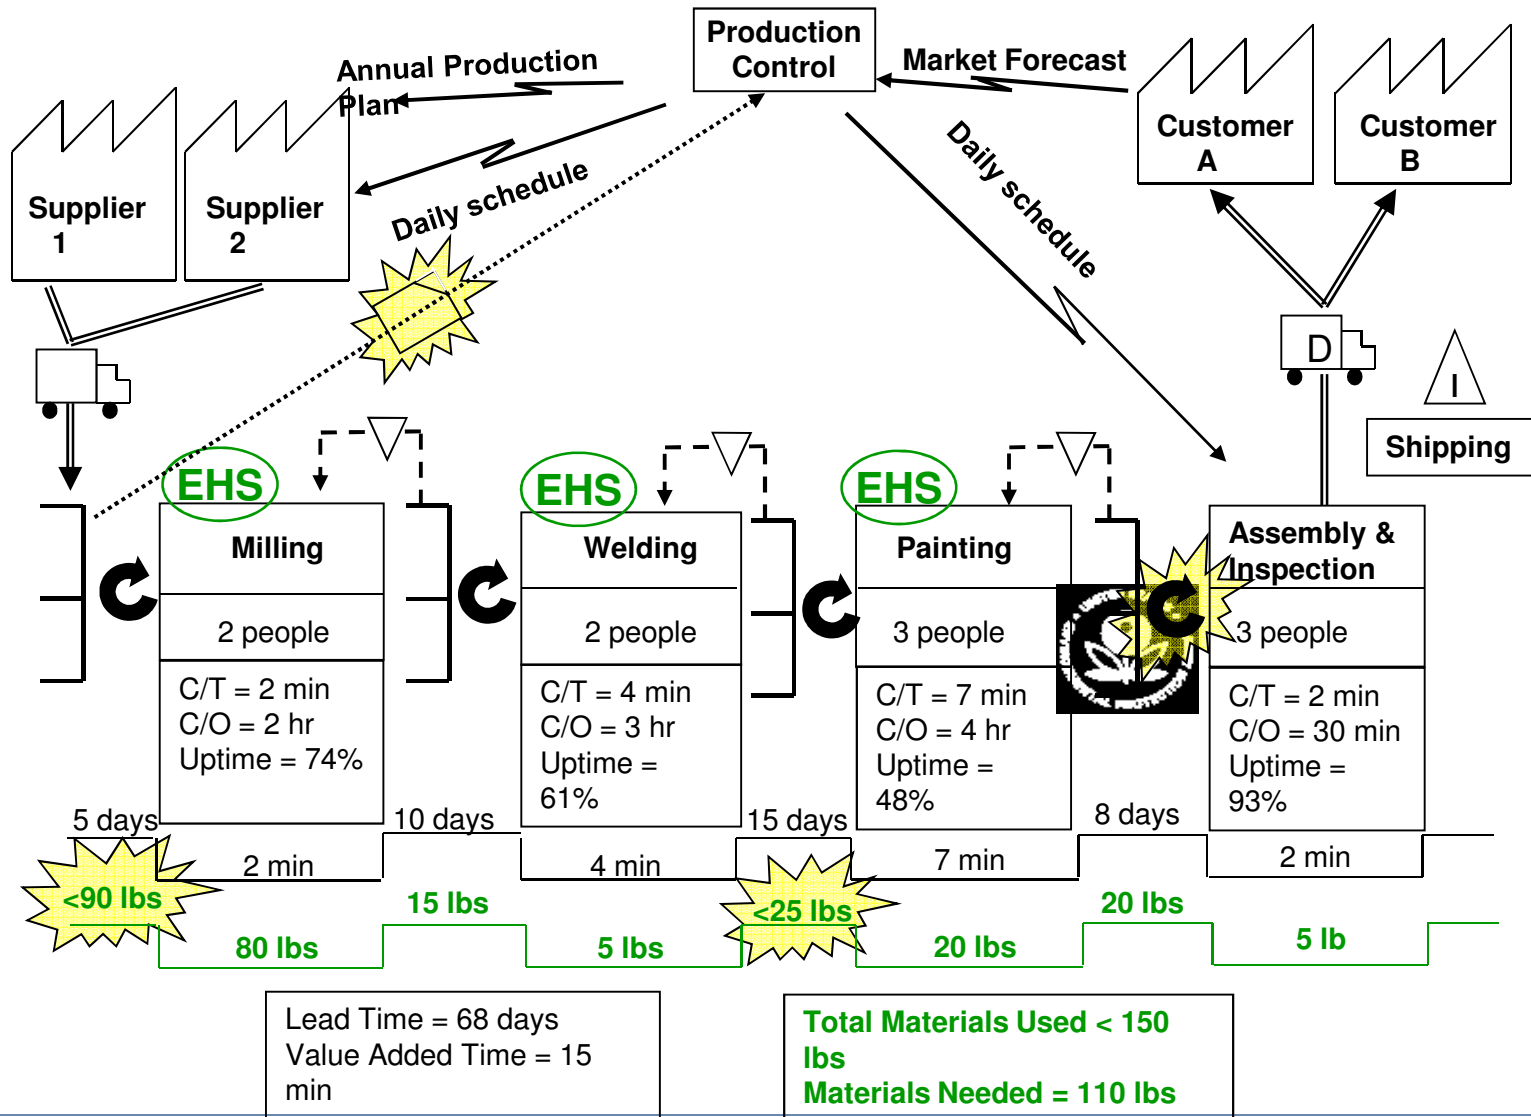 Production
Control
Annual Production
Plan
Market Forecast
Customer
A
Customer
B
Supplier
1
Supplier
2
Daily schedule
Daily schedule
D
I
Shipping
EHS
EHS
EHS
Milling
2 people
C/T = 2 min
C/O = 2 hr
Uptime = 74%
Welding
2 people
C/T = 4 min
C/O = 3 hr
Uptime =
61%
Painting
3 people
C/T = 7 min
C/O = 4 hr
Uptime =
48%
Assembly &
Inspection
3 people
C/T = 2 min
C/O = 30 min
Uptime =
93%
5 days
10 days
15 days
8 days
2 min
4 min
7 min
2 min
<90 lbs
15 lbs
<25 lbs
20 lbs
80 lbs
5 lbs
20 lbs
5 lb
Lead Time = 68 days
Value Added Time = 15
min
Total Materials Used < 150
lbs
Materials Needed = 110 lbs